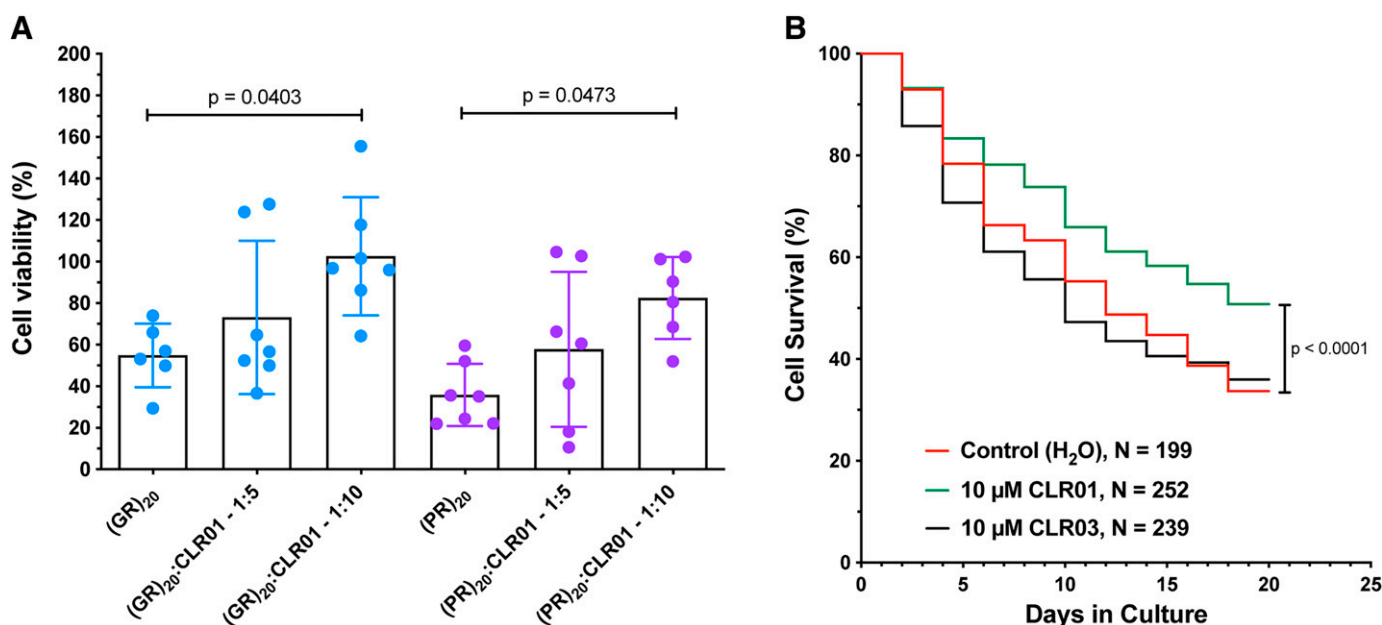 A
Cell viability (%)
200
180
160
140
120
100
80
60
40
20
0
p = 0.0403
p = 0.0473
(GR)₂₀
(GR)₂₀:CLR01 - 1:5
(GR)₂₀:CLR01 - 1:10
(PR)₂₀
(PR)₂₀:CLR01 - 1:5
(PR)₂₀:CLR01 - 1:10
B
Cell Survival (%)
100
80
60
40
20
0
p < 0.0001
Control (H₂O), N = 199
10 µM CLR01, N = 252
10 µM CLR03, N = 239
0 5 10 15 20 25
Days in Culture